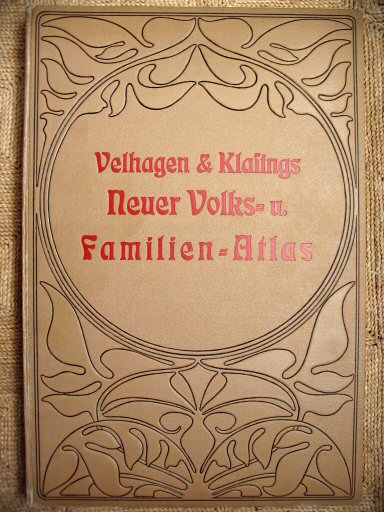 Velhagen & Klasings
Neuer Volks- u.
Familien-Atlas